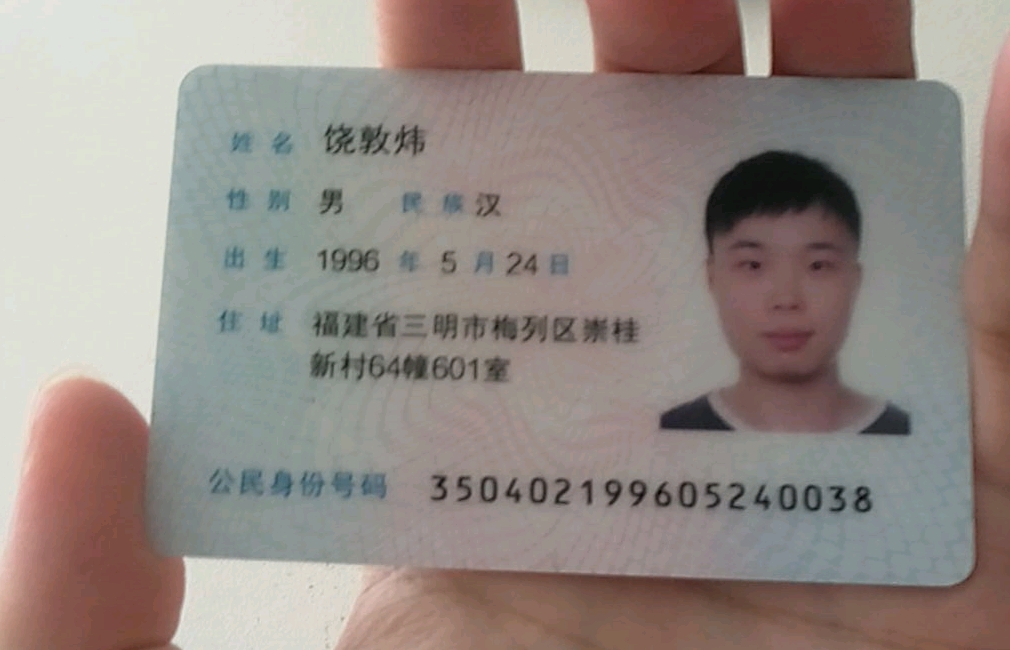 姓名 饶敦炜
性别 男 民族 汉
出生 1996 年 5 月 24 日
住址 福建省三明市梅列区崇桂
新村64幢601室
公民身份号码 350402199605240038